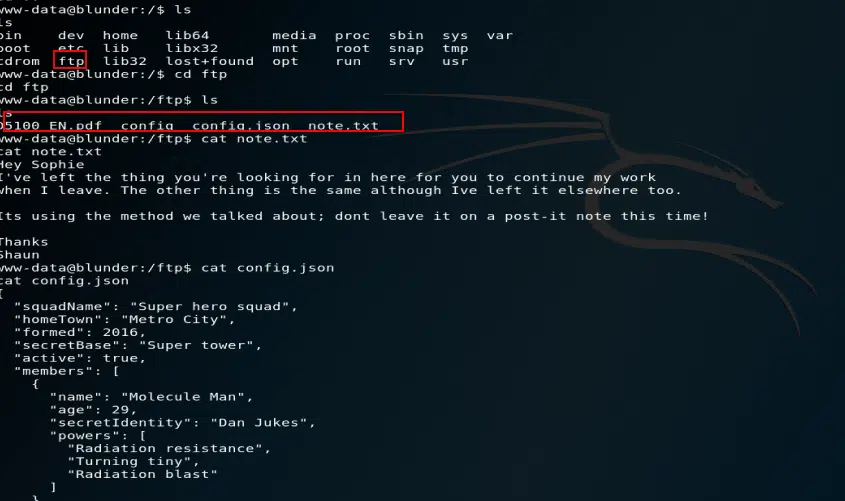 www-data@blunder:/$ ls
ls
bin    dev  home   lib64       media  proc  sbin  sys  var
boot   etc  lib    libx32      mnt    root  snap  tmp
cdrom  ftp  lib32  lost+found  opt    run   srv   usr
www-data@blunder:/$ cd ftp
cd ftp
www-data@blunder:/ftp$ ls
ls
D5100_EN.pdf  config  config.json  note.txt
www-data@blunder:/ftp$ cat note.txt
cat note.txt
Hey Sophie
I've left the thing you're looking for in here for you to continue my work
when I leave. The other thing is the same although Ive left it elsewhere too.
Its using the method we talked about; dont leave it on a post-it note this time!
Thanks
Shaun
www-data@blunder:/ftp$ cat config.json
cat config.json
{
  "squadName": "Super hero squad",
  "homeTown": "Metro City",
  "formed": 2016,
  "secretBase": "Super tower",
  "active": true,
  "members": [
    {
      "name": "Molecule Man",
      "age": 29,
      "secretIdentity": "Dan Jukes",
      "powers": [
        "Radiation resistance",
        "Turning tiny",
        "Radiation blast"
      ]
    }